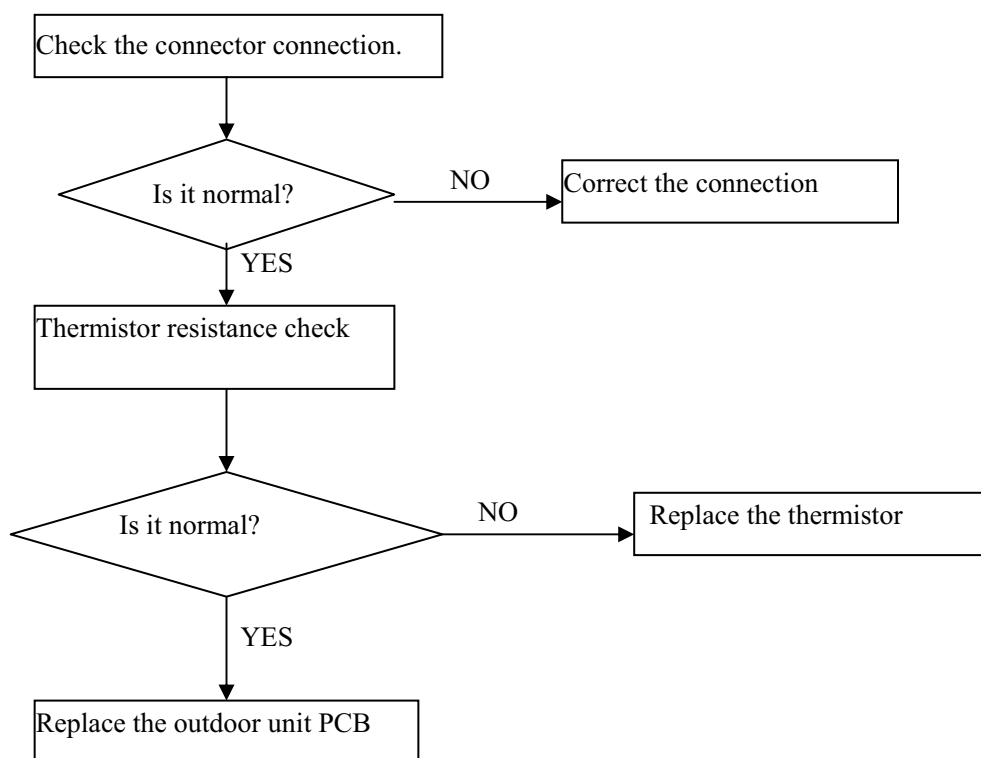 Check the connector connection.
Is it normal?
NO
Correct the connection
YES
Thermistor resistance check
Is it normal?
NO
Replace the thermistor
YES
Replace the outdoor unit PCB